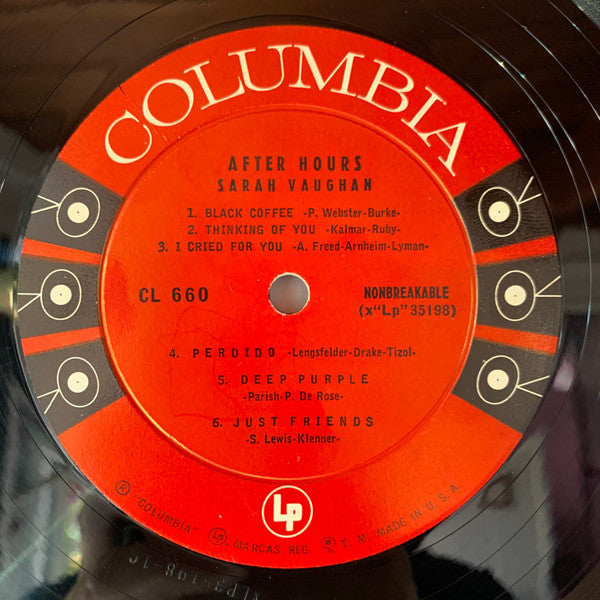 COLUMBIA
AFTER HOURS
SARAH VAUGHAN
1. BLACK COFFEE -P. Webster-Burke-
2. THINKING OF YOU -Kalmar-Ruby-
3. I CRIED FOR YOU -A. Freed-Arnheim-Lyman-
CL 660
NONBREAKABLE
(x"Lp"35198)
4. PERDIDO -Lengsfelder-Drake-Tizol-
5. DEEP PURPLE
-Parish-P. De Rose-
6. JUST FRIENDS
-S. Lewis-Klenner-
Lp
® "COLUMBIA" Lp MARCAS REG. ® T. M. MADE IN U. S. A.